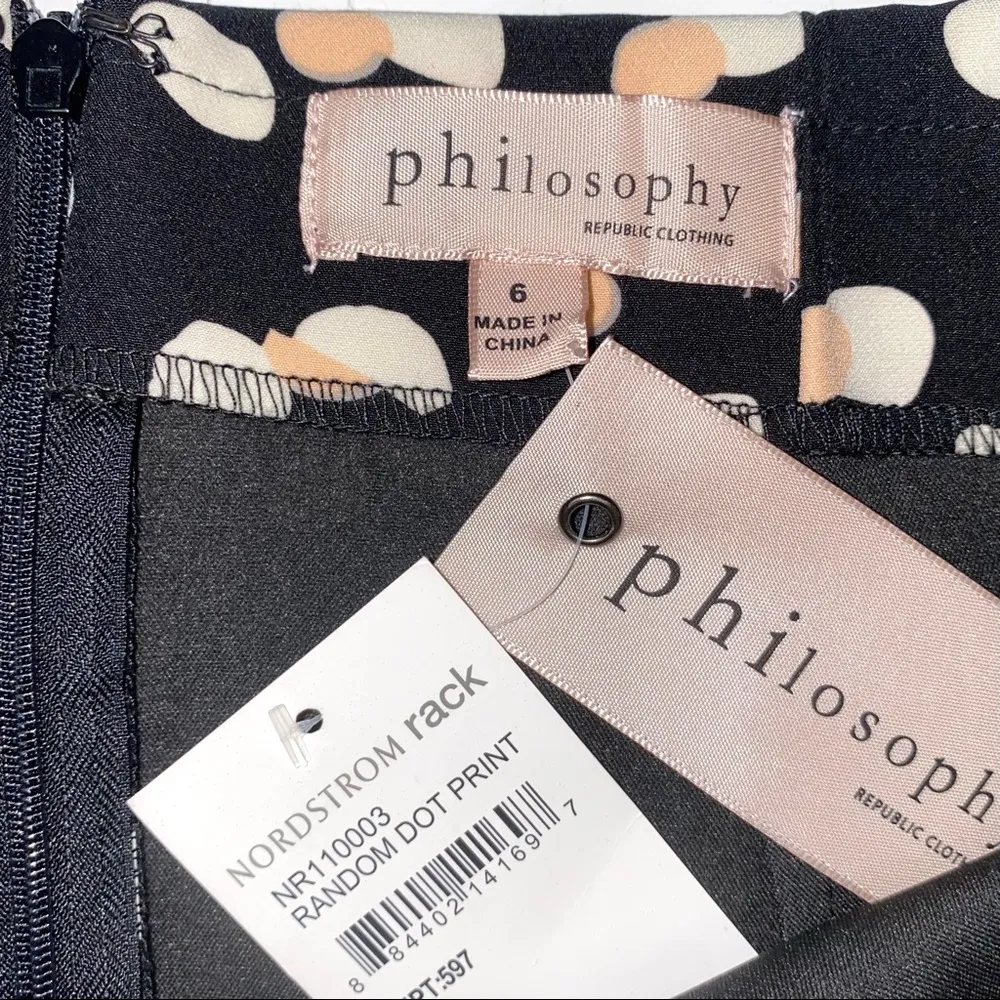 philosophy
REPUBLIC CLOTHING
6
MADE IN
CHINA
philosophy
REPUBLIC CLOT
NORDSTROM rack
NR110003
RANDOM DOT PRINT
8 84402 14169 7
PT:597